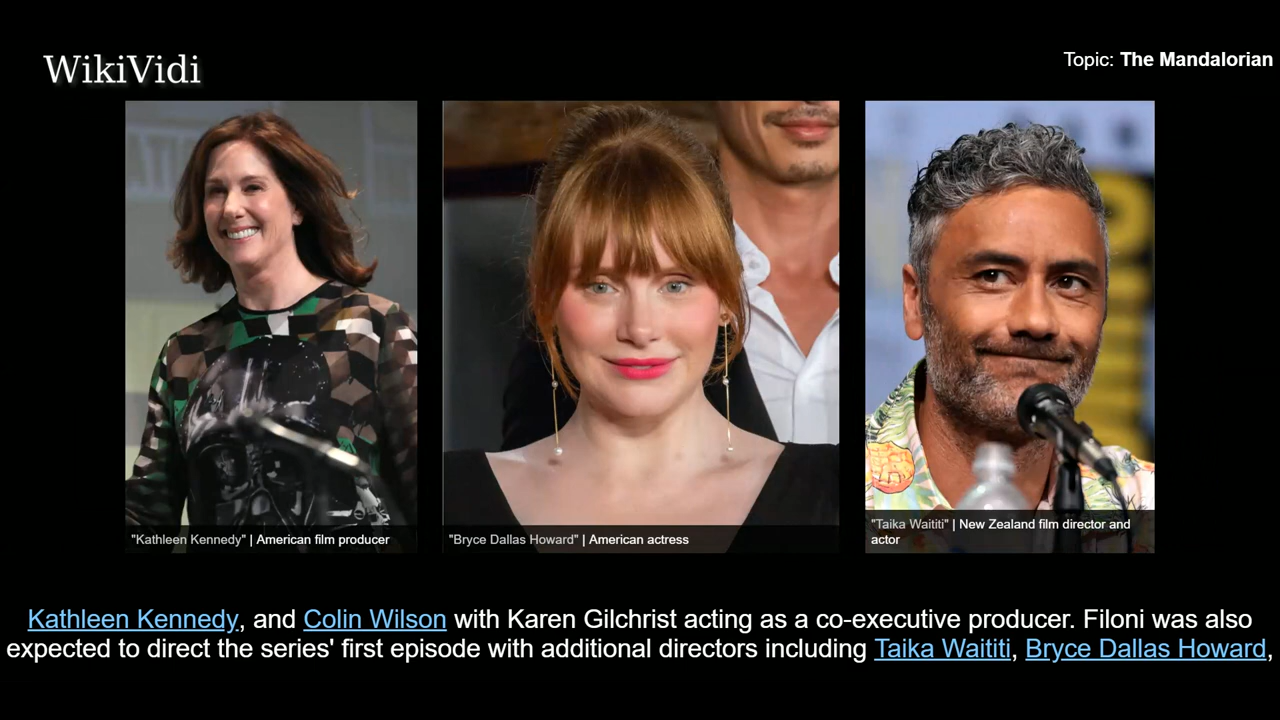 WikiVidi
Topic: The Mandalorian
"Kathleen Kennedy" | American film producer
"Bryce Dallas Howard" | American actress
"Taika Waititi" | New Zealand film director and
actor
Kathleen Kennedy, and Colin Wilson with Karen Gilchrist acting as a co-executive producer. Filoni was also
expected to direct the series' first episode with additional directors including Taika Waititi, Bryce Dallas Howard,